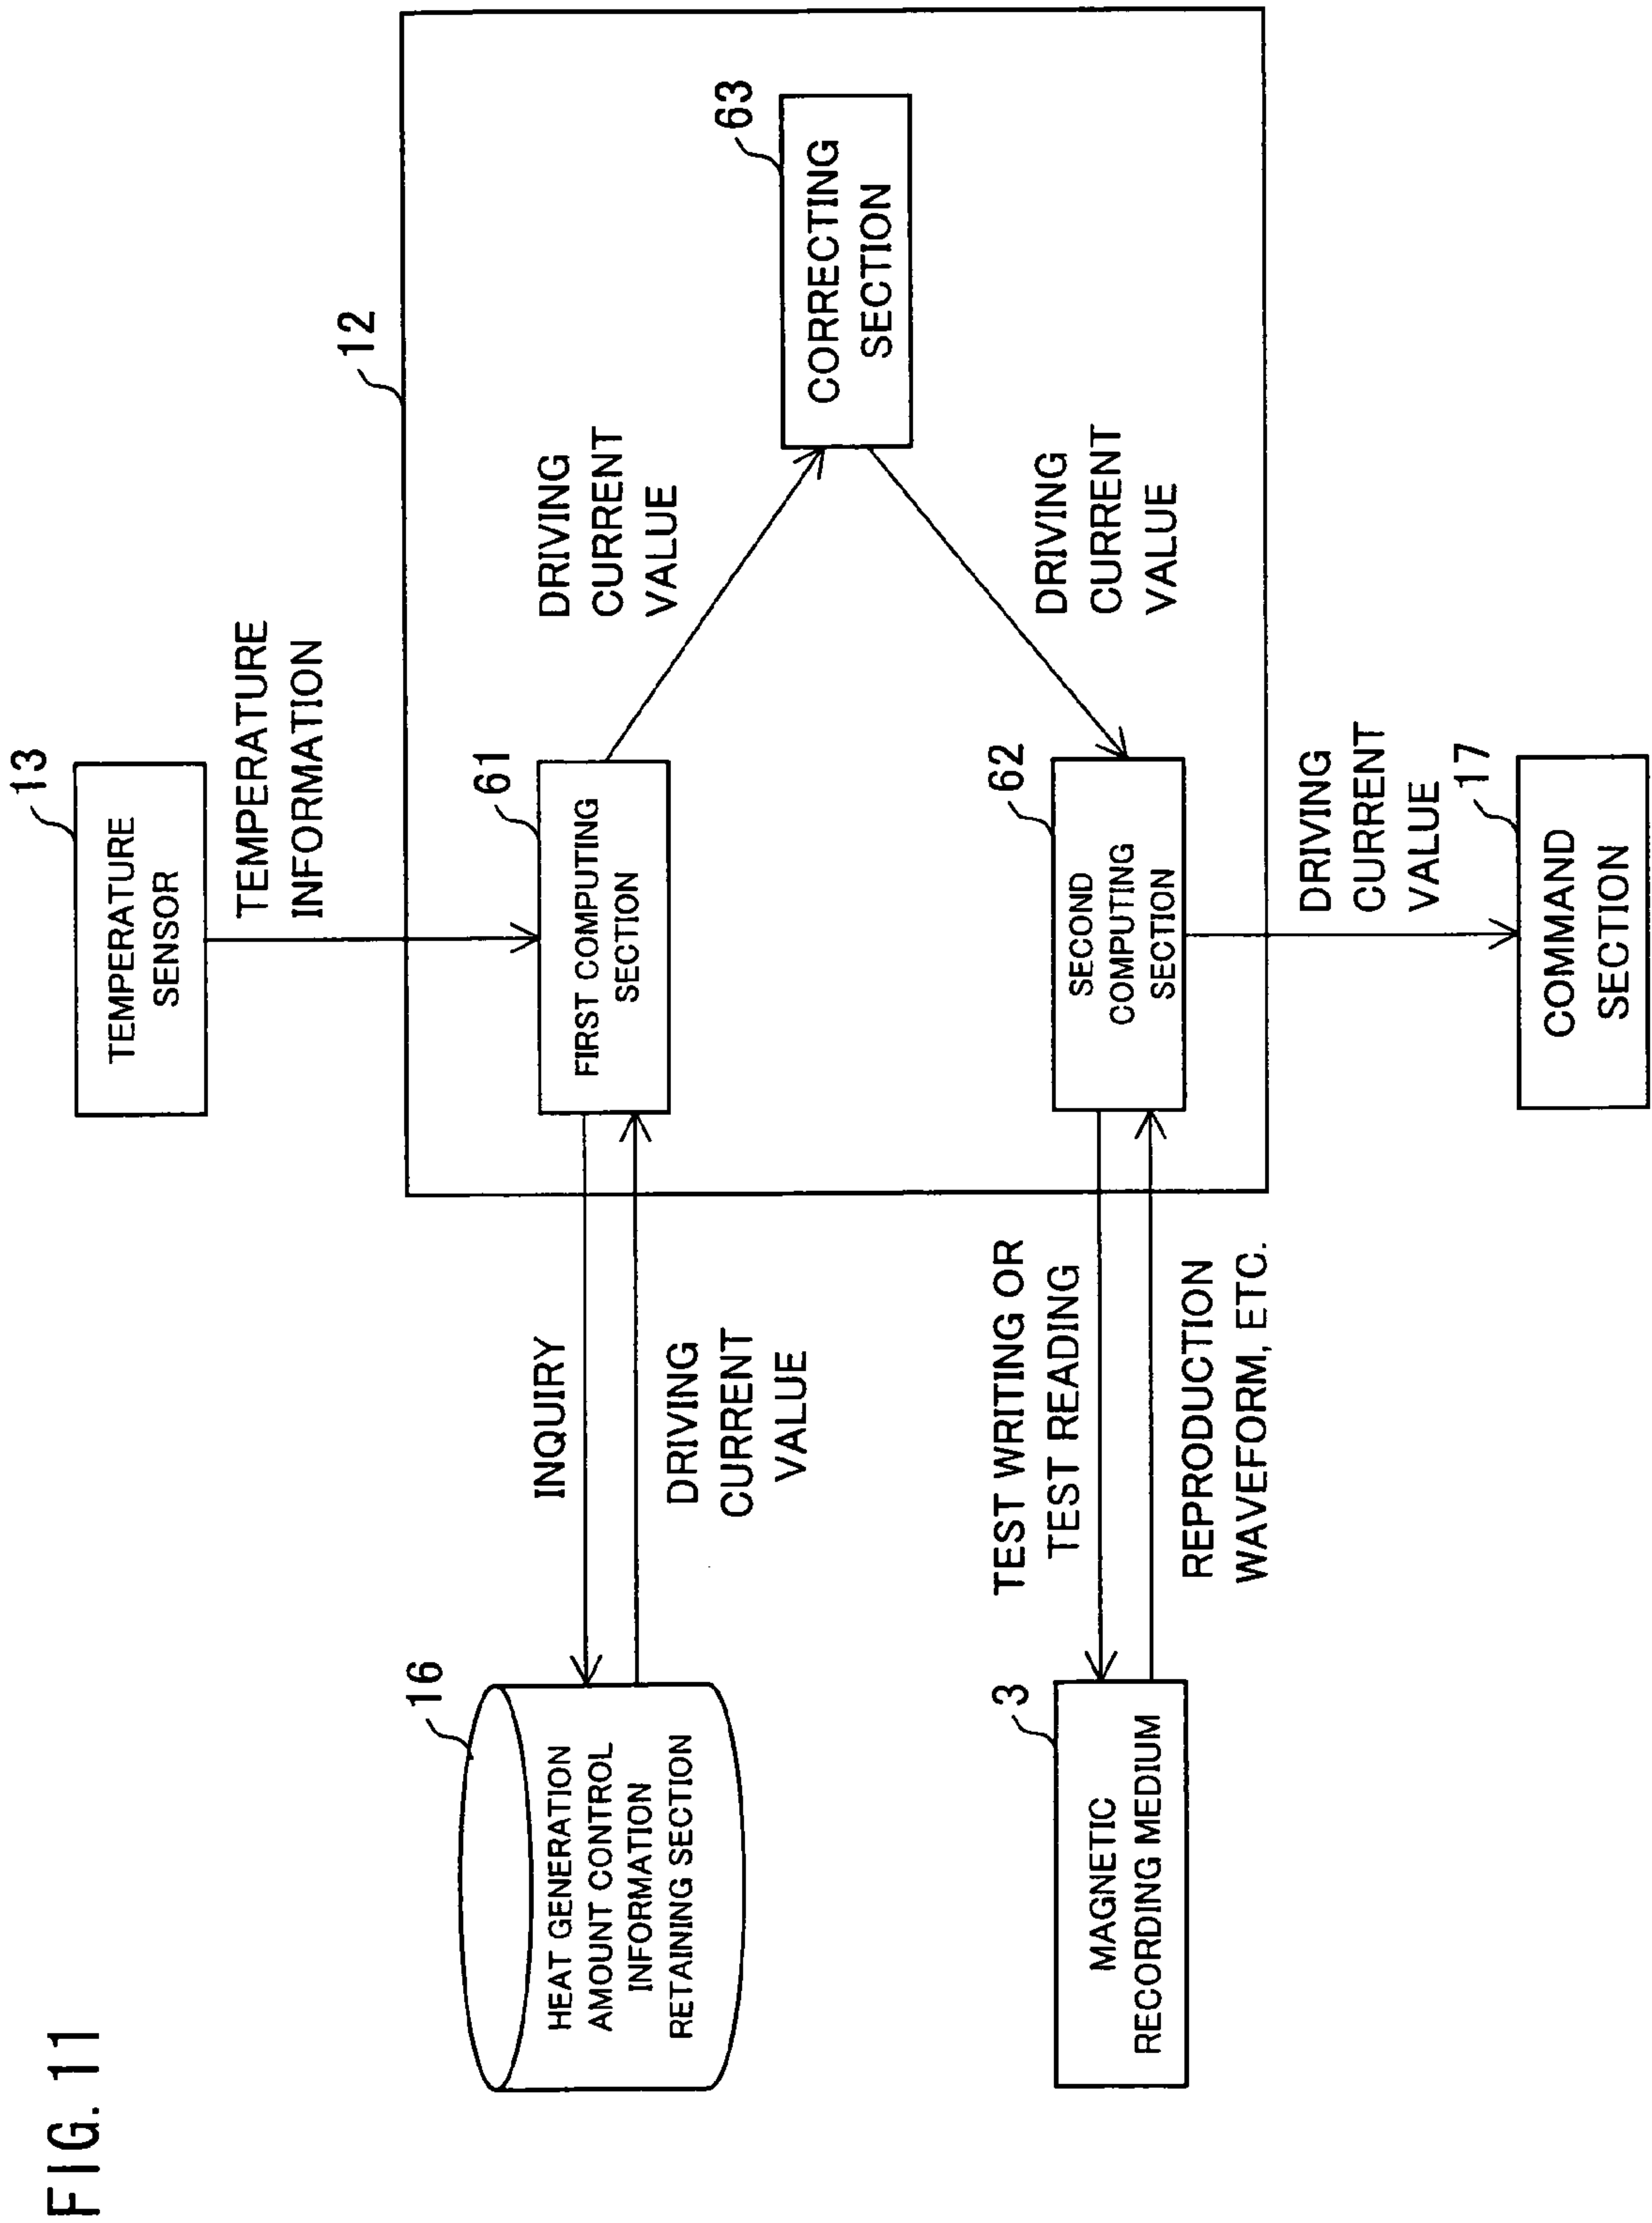 FIG. 11
13
TEMPERATURE
SENSOR
TEMPERATURE
INFORMATION
12
16
HEAT GENERATION
AMOUNT CONTROL
INFORMATION
RETAINING SECTION
INQUIRY
DRIVING
CURRENT
VALUE
61
FIRST COMPUTING
SECTION
DRIVING
CURRENT
VALUE
63
CORRECTING
SECTION
DRIVING
CURRENT
VALUE
3
MAGNETIC
RECORDING MEDIUM
TEST WRITING OR
TEST READING
REPRODUCTION
WAVEFORM, ETC.
62
SECOND
COMPUTING
SECTION
DRIVING
CURRENT
VALUE
17
COMMAND
SECTION